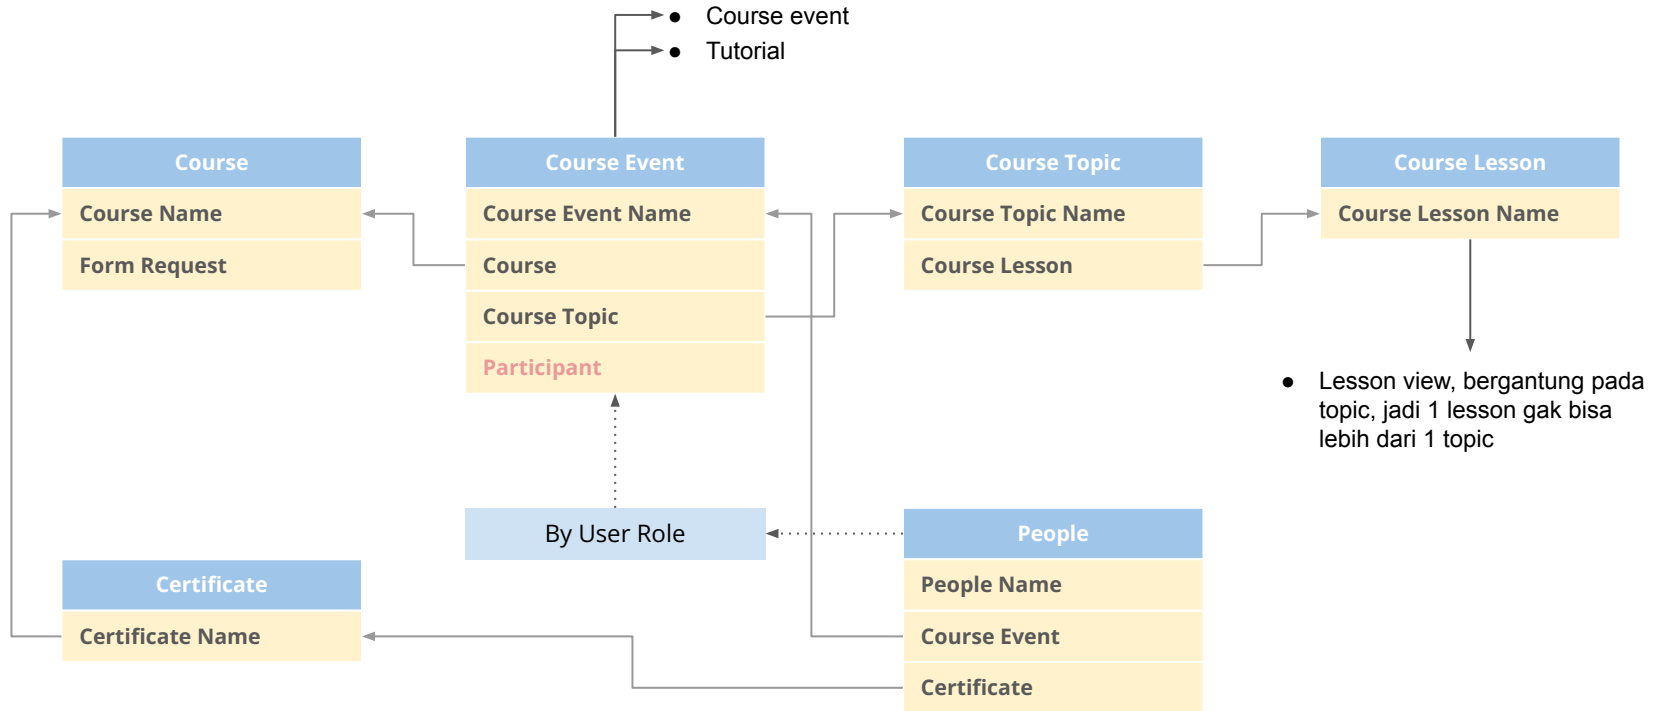 ● Course event
● Tutorial
Course
Course Name
Form Request
Course Event
Course Event Name
Course
Course Topic
Participant
Course Topic
Course Topic Name
Course Lesson
Course Lesson
Course Lesson Name
● Lesson view, bergantung pada
topic, jadi 1 lesson gak bisa
lebih dari 1 topic
By User Role
Certificate
Certificate Name
People
People Name
Course Event
Certificate